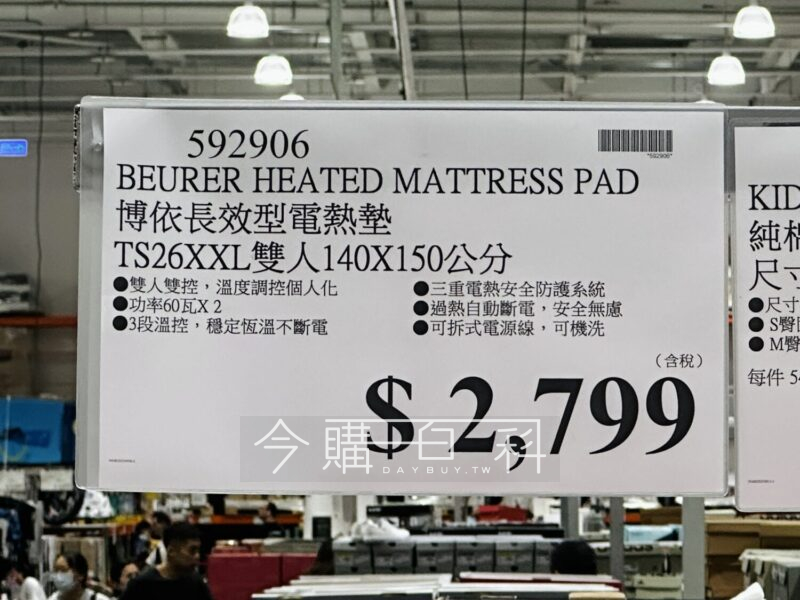 592906
*592906*
BEURER HEATED MATTRESS PAD
博依長效型電熱墊
TS26XXL雙人140X150公分
●雙人雙控，溫度調控個人化
●功率60瓦X 2
●3段溫控，穩定恆溫不斷電
●三重電熱安全防護系統
●過熱自動斷電，安全無慮
●可拆式電源線，可機洗
（含稅）
$ 2,799
今購百科
DAYBUY.TW
KID
純棉
尺寸
●尺寸
●S臀
●M臀
每件 54